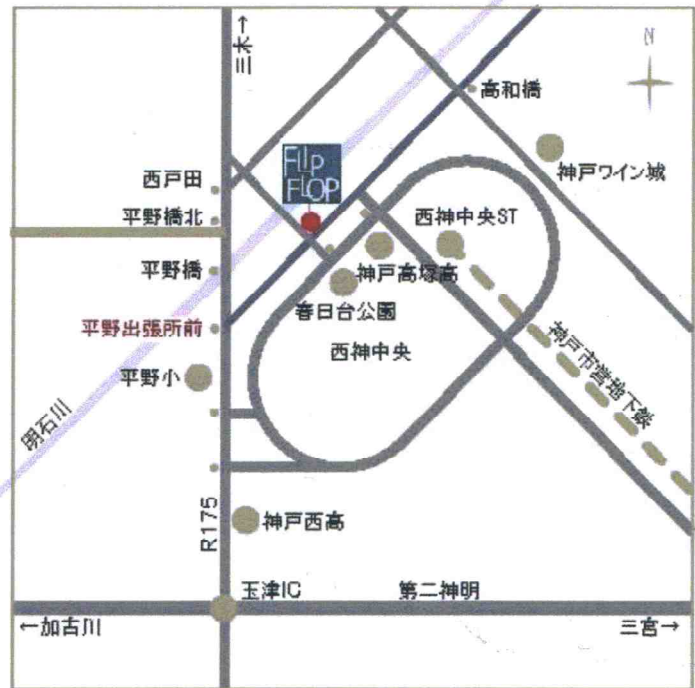 三木→
N
高和橋
神戸ワイン城
FlIp
FLOP
西戸田
平野橋北
西神中央ST
平野橋
神戸高塚高
春日台公園
平野出張所前
西神中央
平野小
神戸市営地下鉄
明石川
R175
神戸西高
玉津IC
第二神明
←加古川
三宮→